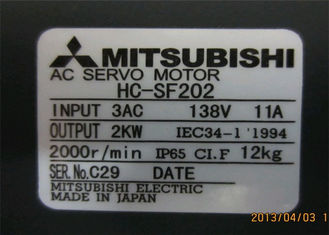 MITSUBISHI
AC SERVO MOTOR
HC-SF202
INPUT 3AC 138V 11A
OUTPUT 2KW IEC34-1'1994
2000r/min IP65 CI.F 12kg
SER.No.C29 DATE
MITSUBISHI ELECTRIC
MADE IN JAPAN
2013/04/03 1